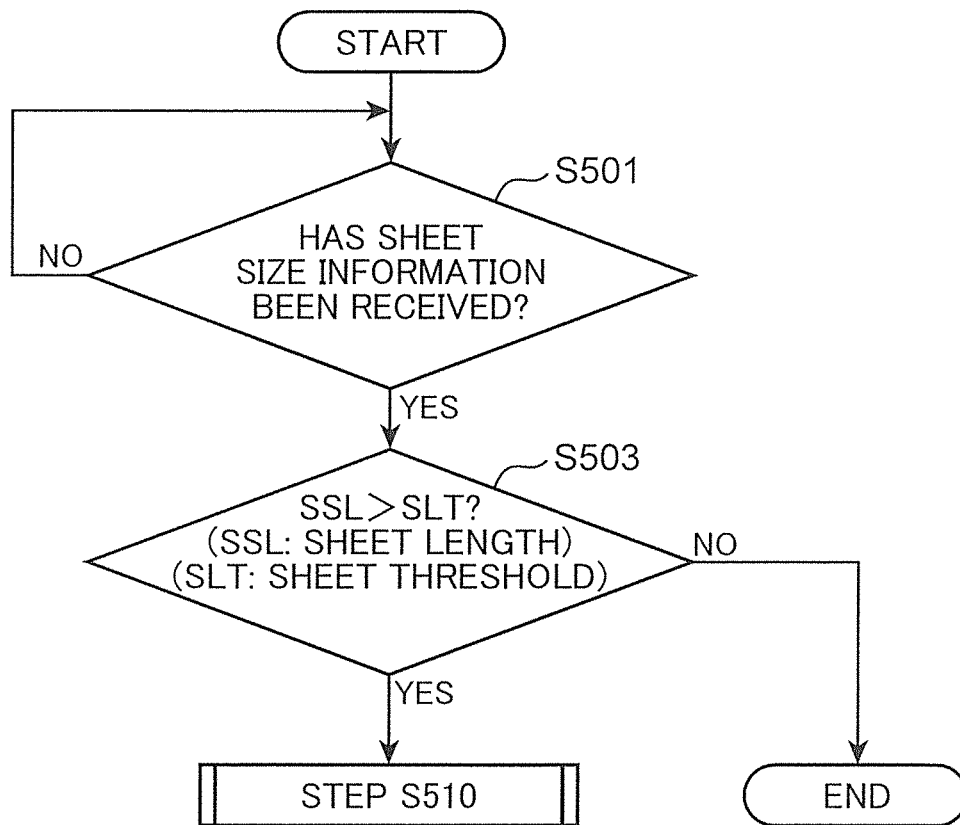 START
S501
HAS SHEET
SIZE INFORMATION
BEEN RECEIVED?
NO
YES
S503
SSL>SLT?
(SSL: SHEET LENGTH)
(SLT: SHEET THRESHOLD)
NO
YES
STEP S510
END